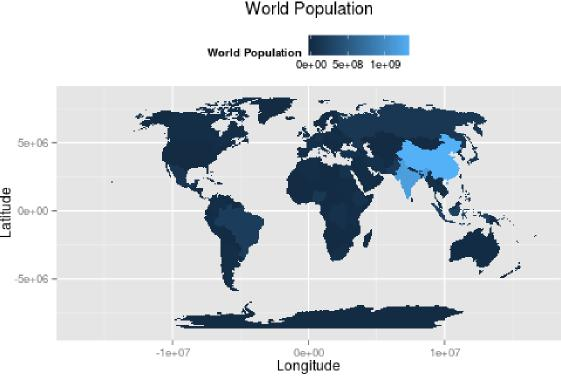 World Population
World Population
0e+00 5e+08 1e+09
5e+06
0e+00
-5e+06
Latitude
-1e+07 0e+00 1e+07
Longitude